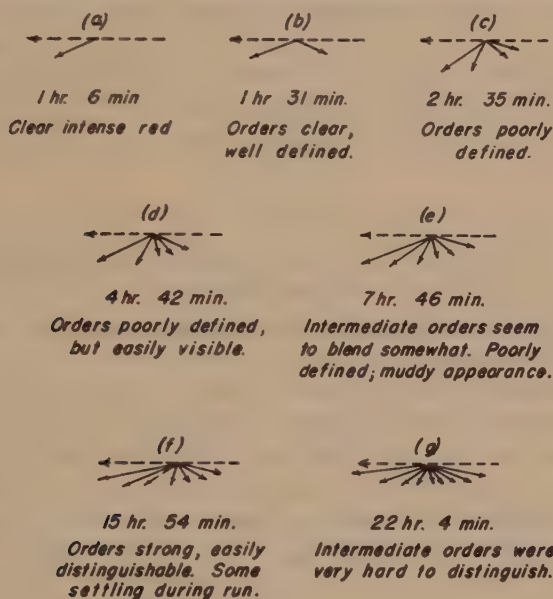 (a)
1 hr. 6 min
Clear intense red
(b)
1 hr 31 min.
Orders clear,
well defined.
(c)
2 hr. 35 min.
Orders poorly
defined.
(d)
4 hr. 42 min.
Orders poorly defined,
but easily visible.
(e)
7 hr. 46 min.
Intermediate orders seem
to blend somewhat. Poorly
defined; muddy appearance.
(f)
15 hr. 54 min.
Orders strong, easily
distinguishable. Some
settling during run.
(g)
22 hr. 4 min.
Intermediate orders were
very hard to distinguish.